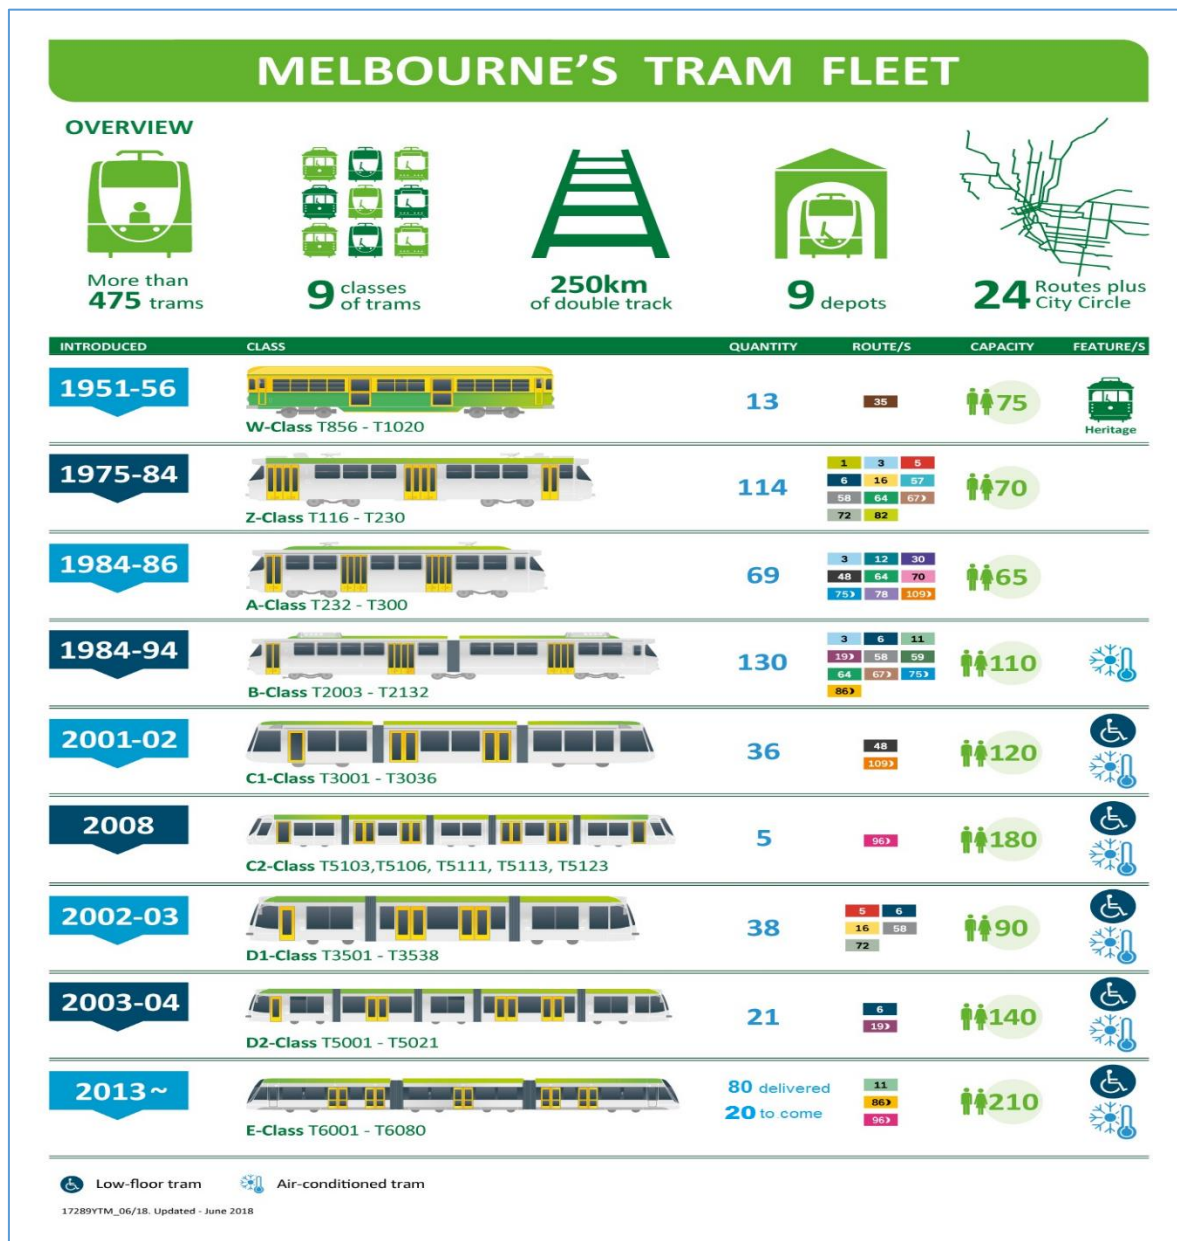 MELBOURNE'S TRAM FLEET
OVERVIEW
More than
475 trams
9 classes
of trams
250km
of double track
9 depots
24 Routes plus
City Circle
INTRODUCED CLASS QUANTITY ROUTE/S CAPACITY FEATURE/S
1951-56
W-Class T856 - T1020
13
35
75
Heritage
1975-84
Z-Class T116 - T230
114
1 3 5
6 16 57
58 64 67
72 82
70
1984-86
A-Class T232 - T300
69
3 12 30
48 64 70
75 78 109
65
1984-94
B-Class T2003 - T2132
130
3 6 11
19 58 59
64 67 75
86
110
2001-02
C1-Class T3001 - T3036
36
48
109
120
2008
C2-Class T5103,T5106, T5111, T5113, T5123
5
96
180
2002-03
D1-Class T3501 - T3538
38
5 6
16 58
72
90
2003-04
D2-Class T5001 - T5021
21
6
19
140
2013~
E-Class T6001 - T6080
80 delivered
20 to come
11
86
96
210
Low-floor tram Air-conditioned tram
17289YTM_06/18. Updated - June 2018